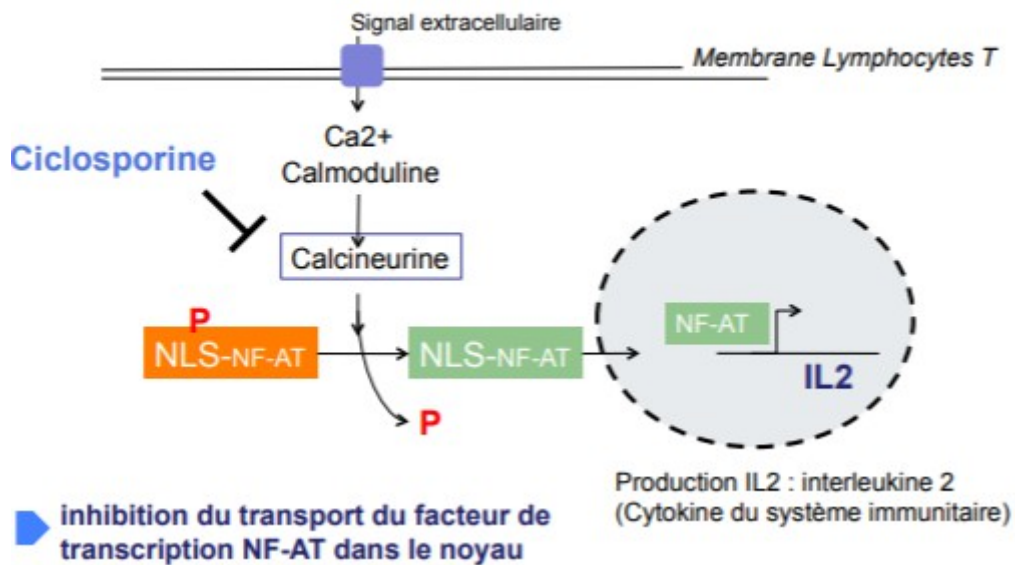 Signal extracellulaire
Membrane Lymphocytes T
Ca2+
Calmoduline
Ciclosporine
Calcineurine
P
NLS-NF-AT
NLS-NF-AT
P
NF-AT
IL2
Production IL2 : interleukine 2
(Cytokine du système immunitaire)
inhibition du transport du facteur de
transcription NF-AT dans le noyau